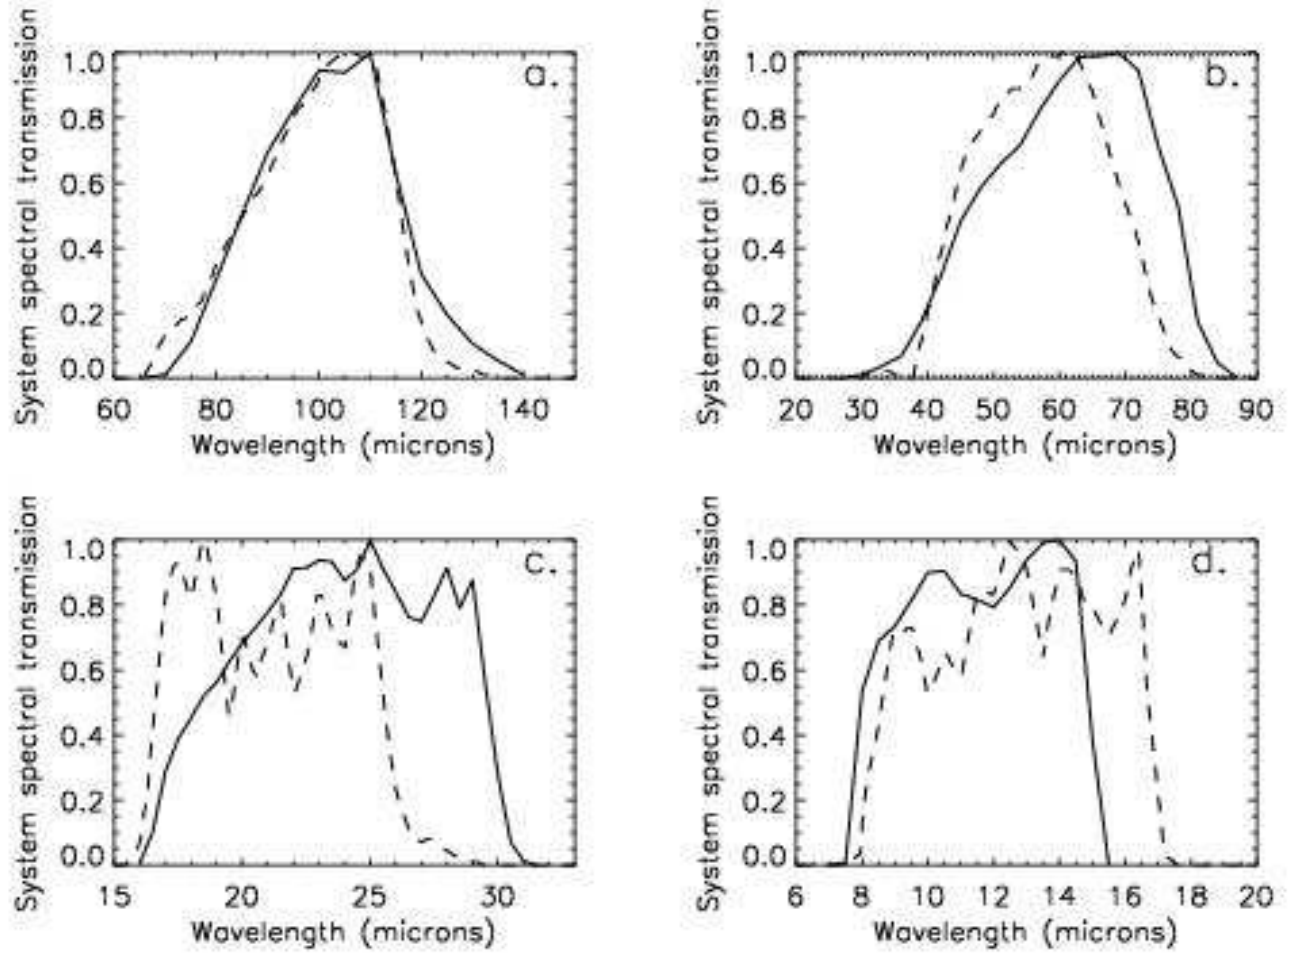 System spectral transmission
1.0
0.8
0.6
0.4
0.2
0.0
a.
60 80 100 120 140
Wavelength (microns)
System spectral transmission
1.0
0.8
0.6
0.4
0.2
0.0
b.
20 30 40 50 60 70 80 90
Wavelength (microns)
System spectral transmission
1.0
0.8
0.6
0.4
0.2
0.0
c.
15 20 25 30
Wavelength (microns)
System spectral transmission
1.0
0.8
0.6
0.4
0.2
0.0
d.
6 8 10 12 14 16 18 20
Wavelength (microns)